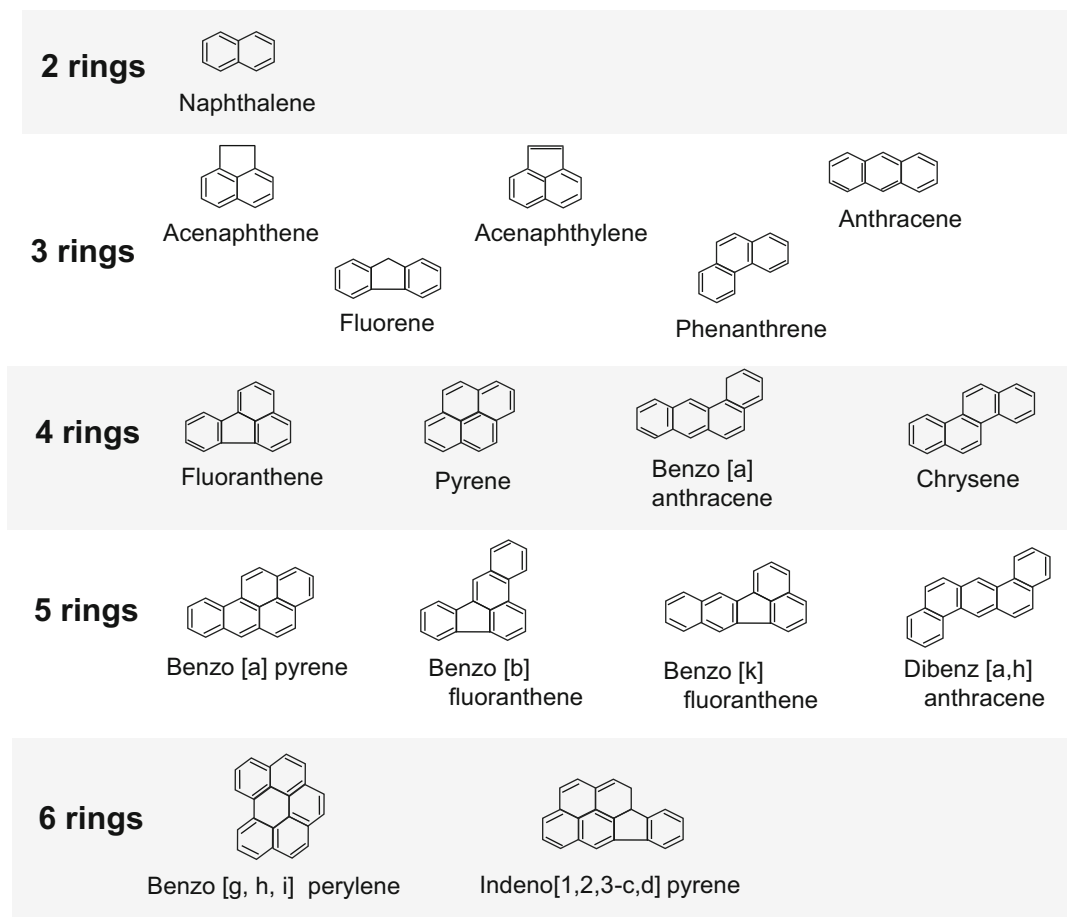 2 rings
Naphthalene
3 rings
Acenaphthene
Acenaphthylene
Anthracene
Fluorene
Phenanthrene
4 rings
Fluoranthene
Pyrene
Benzo [a]
anthracene
Chrysene
5 rings
Benzo [a] pyrene
Benzo [b]
fluoranthene
Benzo [k]
fluoranthene
Dibenz [a,h]
anthracene
6 rings
Benzo [g, h, i] perylene
Indeno[1,2,3-c,d] pyrene